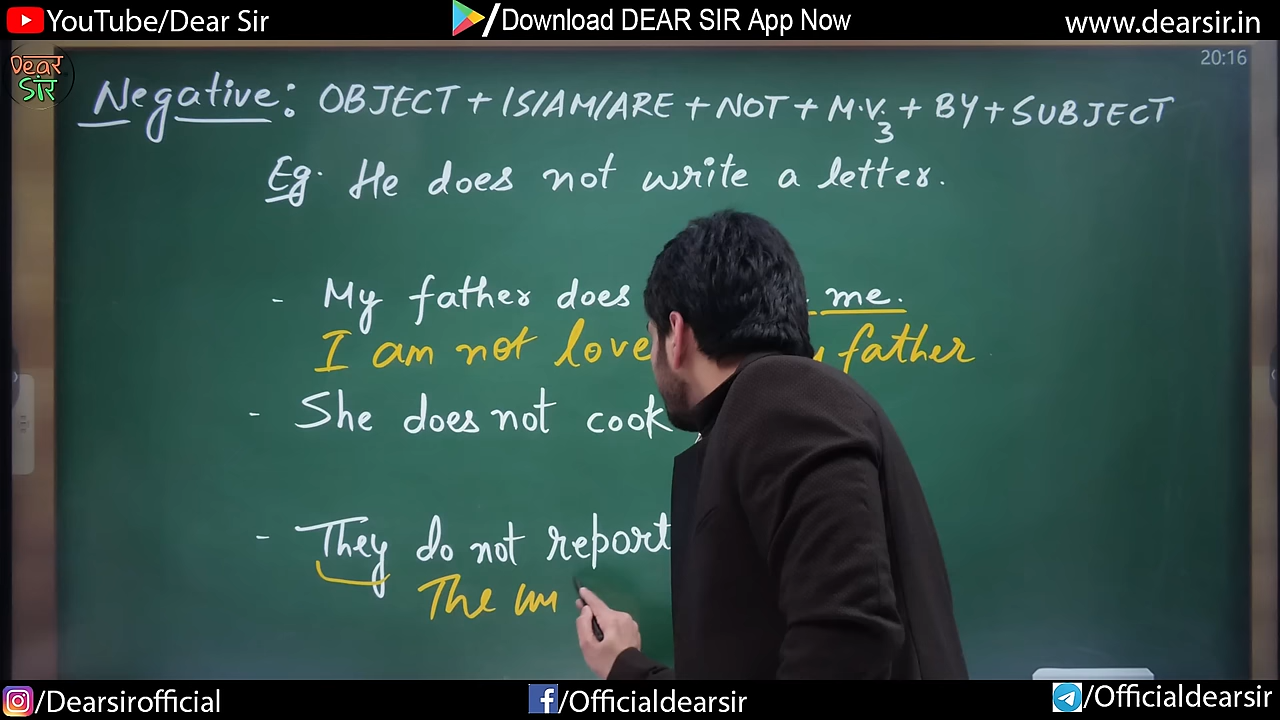 YouTube/Dear Sir
/Download DEAR SIR App Now
www.dearsir.in
Dear सर
20:16
Negative: OBJECT + IS/AM/ARE + NOT + M.V.3 + BY + SUBJECT
Eg. He does not write a letter.
- My father does me.
I am not love father
- She does not cook
- They do not report
The
/Dearsirofficial
/Officialdearsir
/Officialdearsir